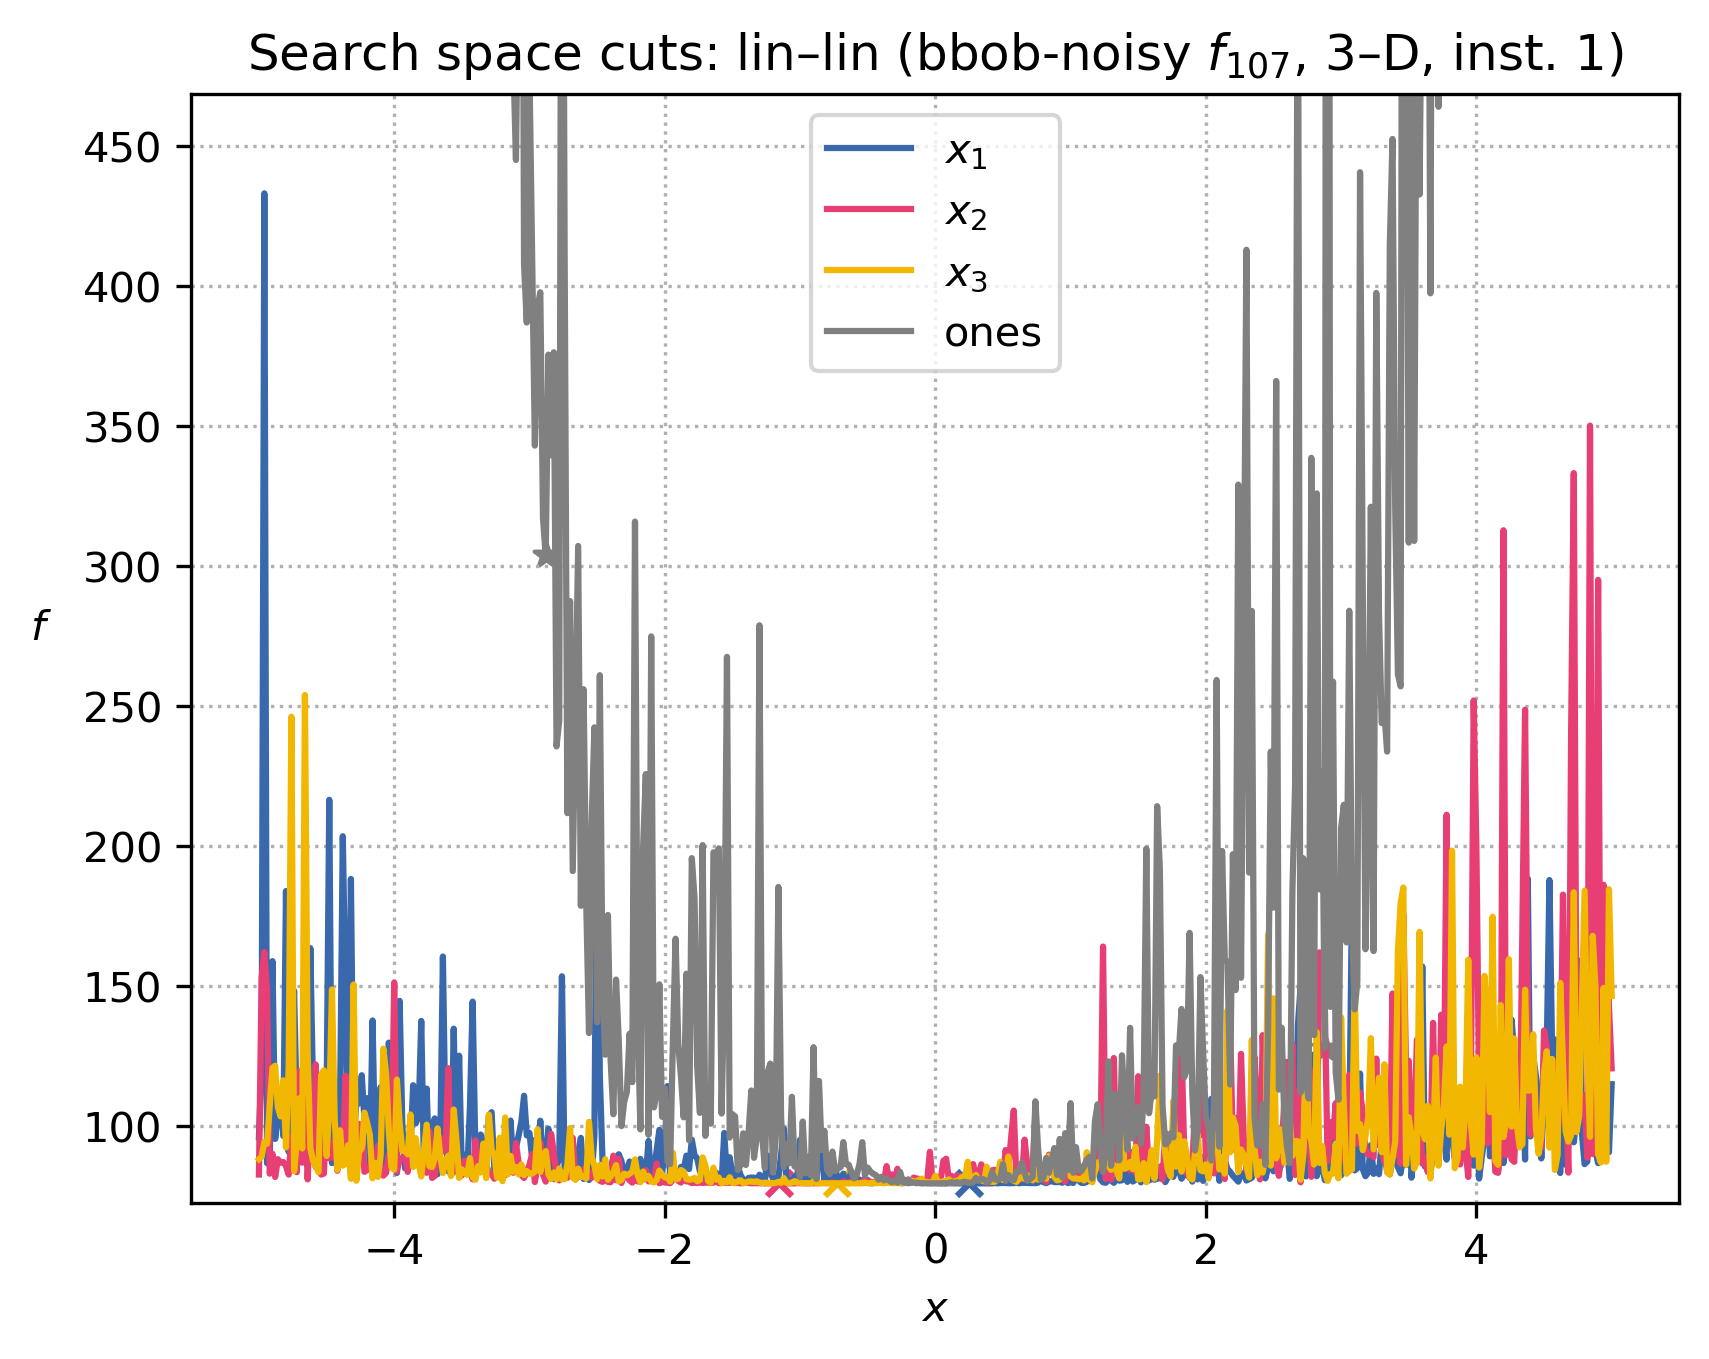 Search space cuts: lin–lin (bbob-noisy f₁₀₇, 3–D, inst. 1)
450
400
350
300
250
200
150
100
f
x₁
x₂
x₃
ones
−4 −2 0 2 4
x